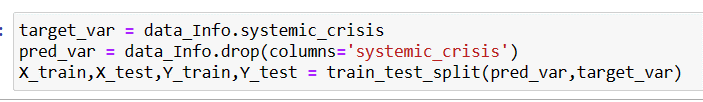 target_var = data_Info.systemic_crisis
pred_var = data_Info.drop(columns='systemic_crisis')
X_train,X_test,Y_train,Y_test = train_test_split(pred_var,target_var)